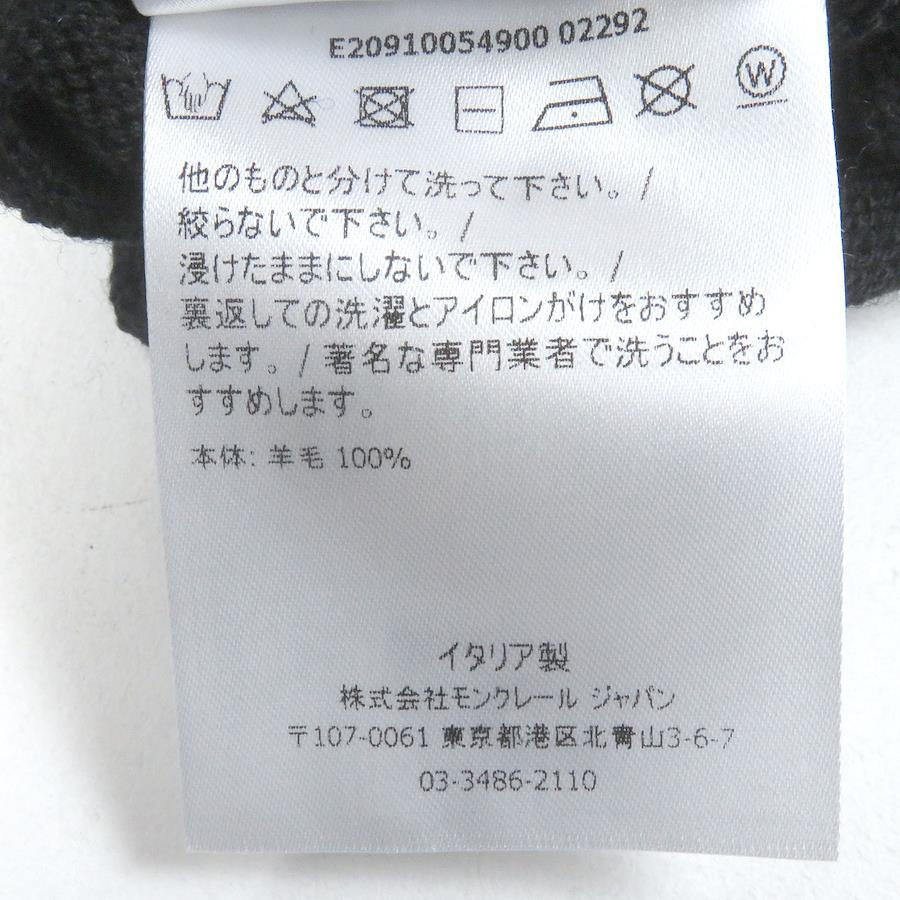 E20910054900 02292
W
他のものと分けて洗って下さい。/
絞らないで下さい。/
浸けたままにしないで下さい。/
裏返しての洗濯とアイロンがけをおすすめ
します。/ 著名な専門業者で洗うことをお
すすめします。
本体: 羊毛 100%
イタリア製
株式会社モンクレール ジャパン
〒107-0061 東京都港区北青山3-6-7
03-3486-2110